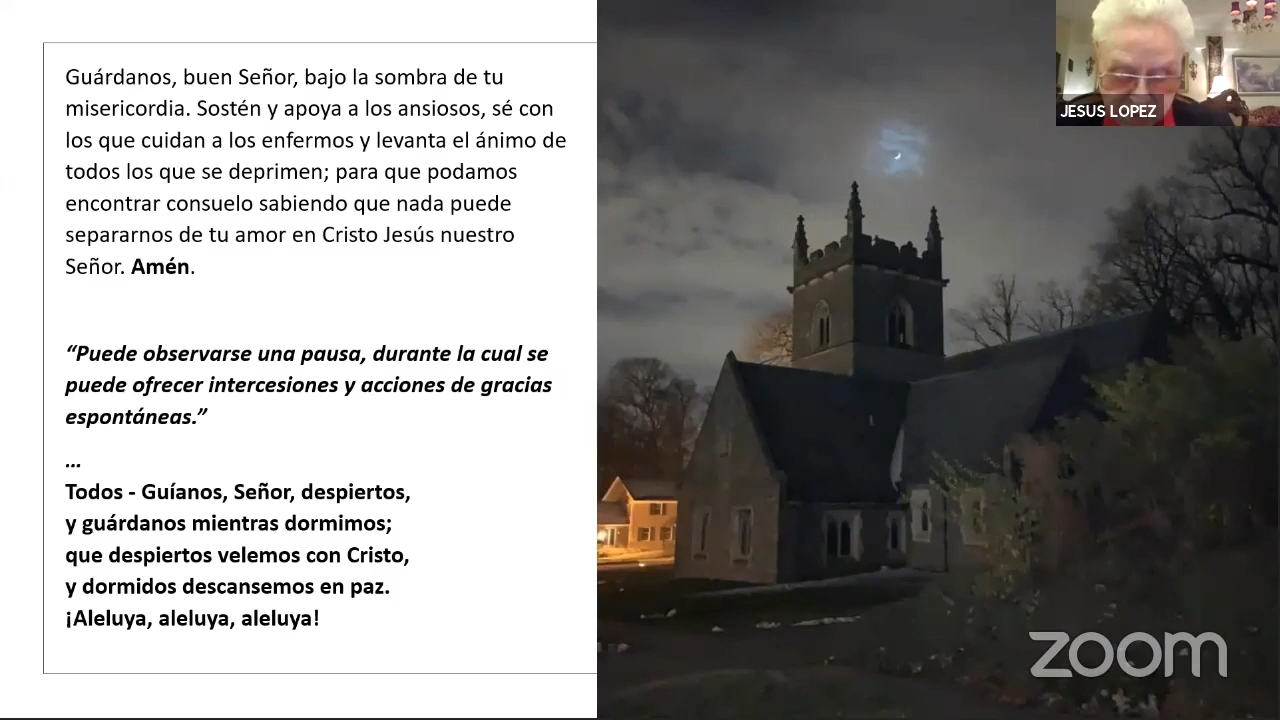 Guárdanos, buen Señor, bajo la sombra de tu
misericordia. Sostén y apoya a los ansiosos, sé con
los que cuidan a los enfermos y levanta el ánimo de
todos los que se deprimen; para que podamos
encontrar consuelo sabiendo que nada puede
separarnos de tu amor en Cristo Jesús nuestro
Señor. Amén.
“Puede observarse una pausa, durante la cual se
puede ofrecer intercesiones y acciones de gracias
espontáneas.”
...
Todos - Guíanos, Señor, despiertos,
y guárdanos mientras dormimos;
que despiertos velemos con Cristo,
y dormidos descansemos en paz.
¡Aleluya, aleluya, aleluya!
JESUS LOPEZ
zoom